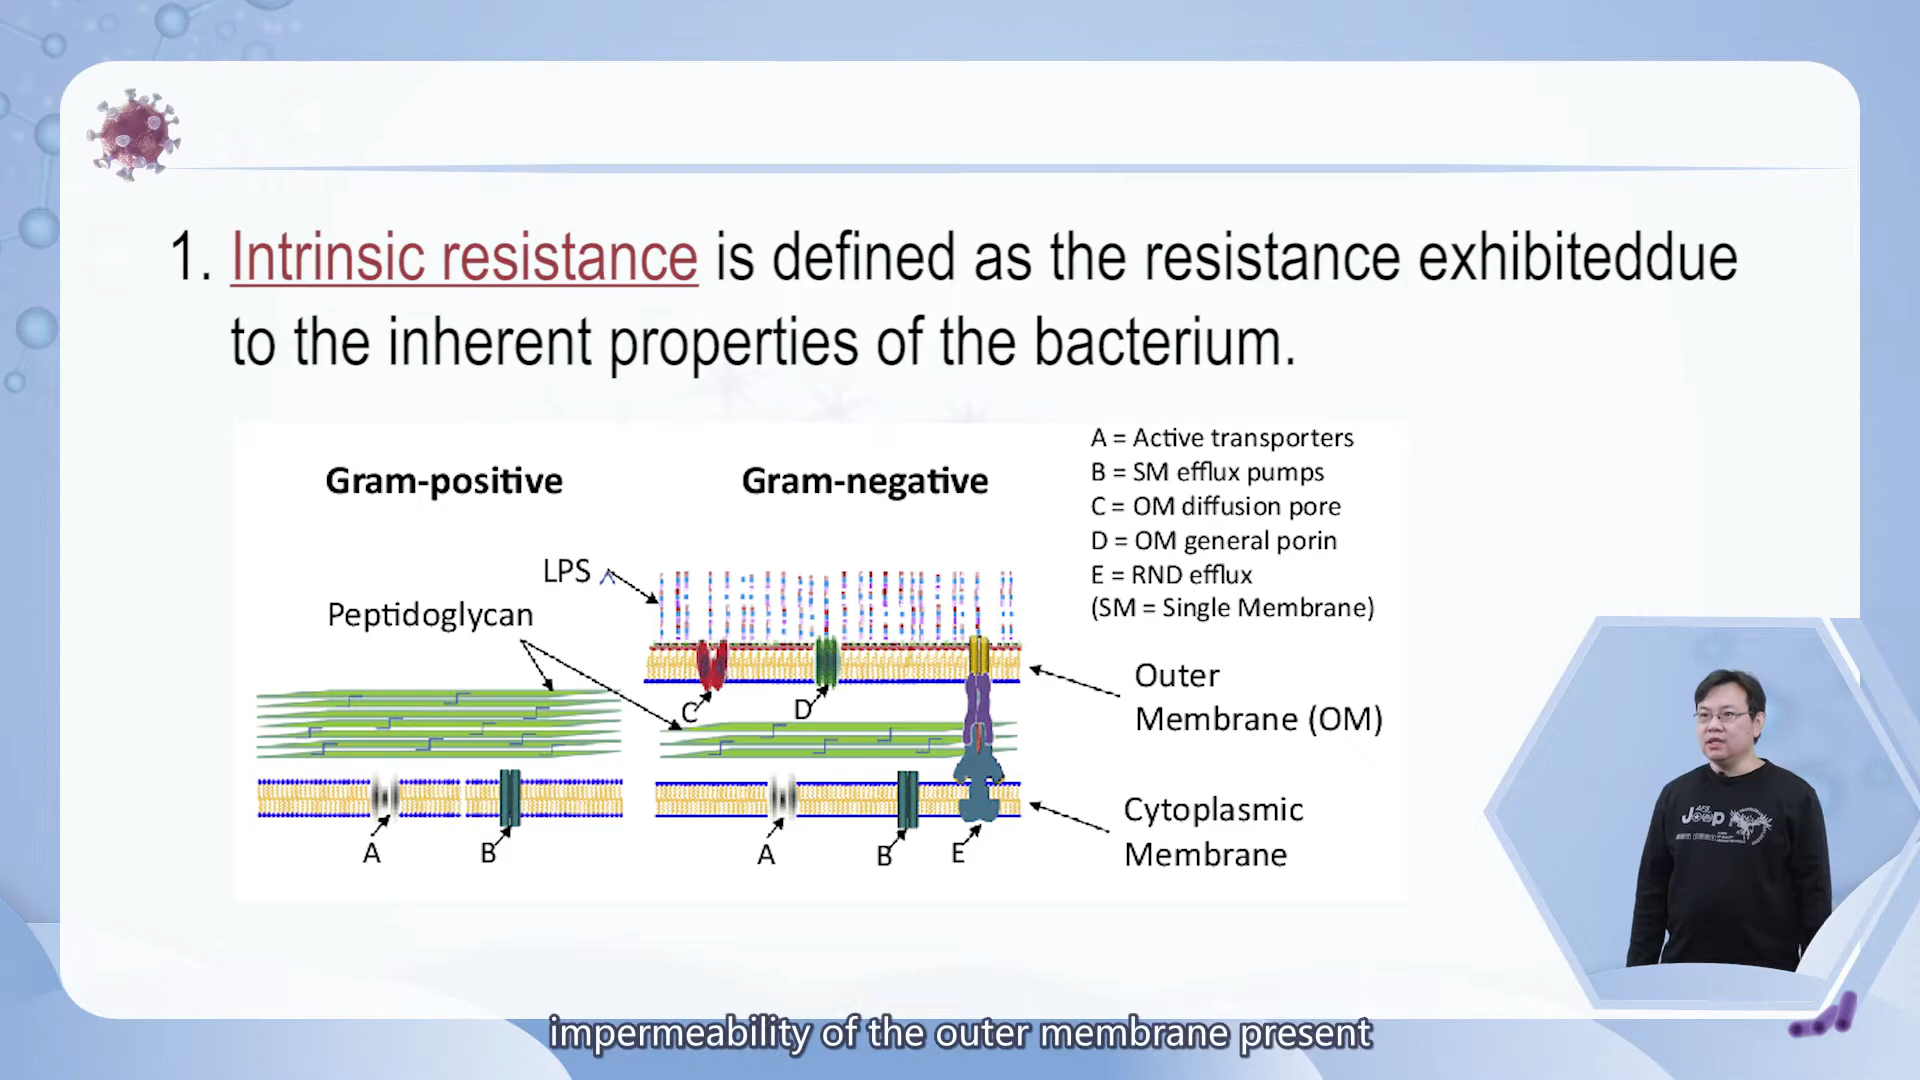 1. Intrinsic resistance is defined as the resistance exhibiteddue
to the inherent properties of the bacterium.
Gram-positive
Gram-negative
A = Active transporters
B = SM efflux pumps
C = OM diffusion pore
D = OM general porin
E = RND efflux
(SM = Single Membrane)
LPS
Peptidoglycan
C
D
Outer
Membrane (OM)
Cytoplasmic
Membrane
A
B
A
B
E
impermeability of the outer membrane present